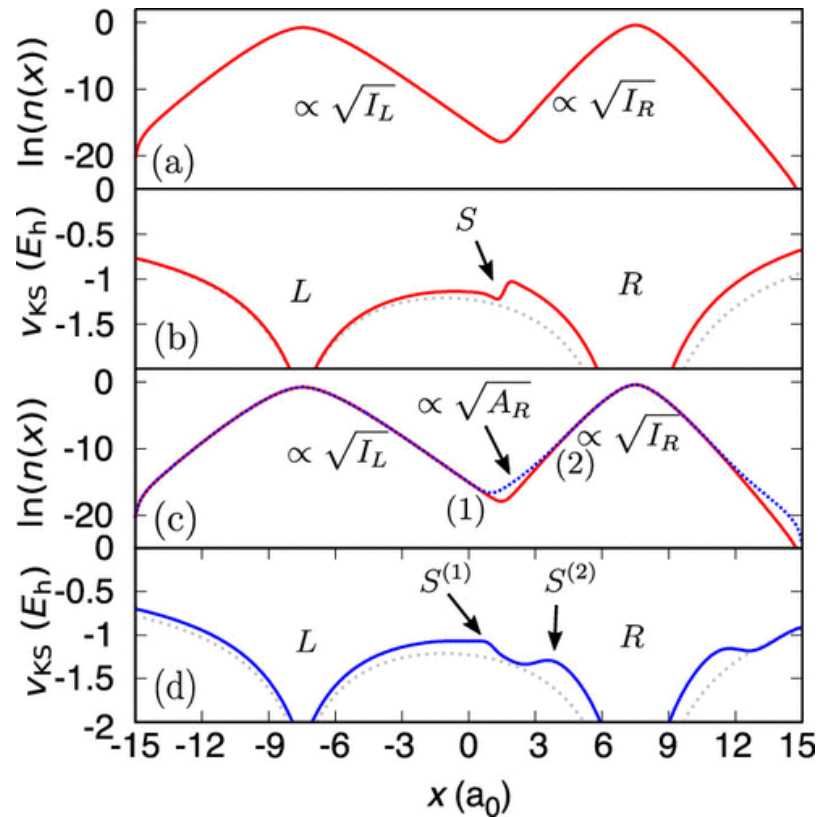 ln(n(x))
0
-10
-20
∝ √I_L
∝ √I_R
(a)
v_KS (E_h)
0
-0.5
-1
-1.5
S
L
R
(b)
ln(n(x))
0
-10
-20
0
∝ √A_R
∝ √I_L
∝ √I_R
(1)
(2)
(c)
v_KS (E_h)
-0.5
-1
-1.5
-2
S^(1)
S^(2)
L
R
(d)
-15 -12 -9 -6 -3 0 3 6 9 12 15
x (a_0)